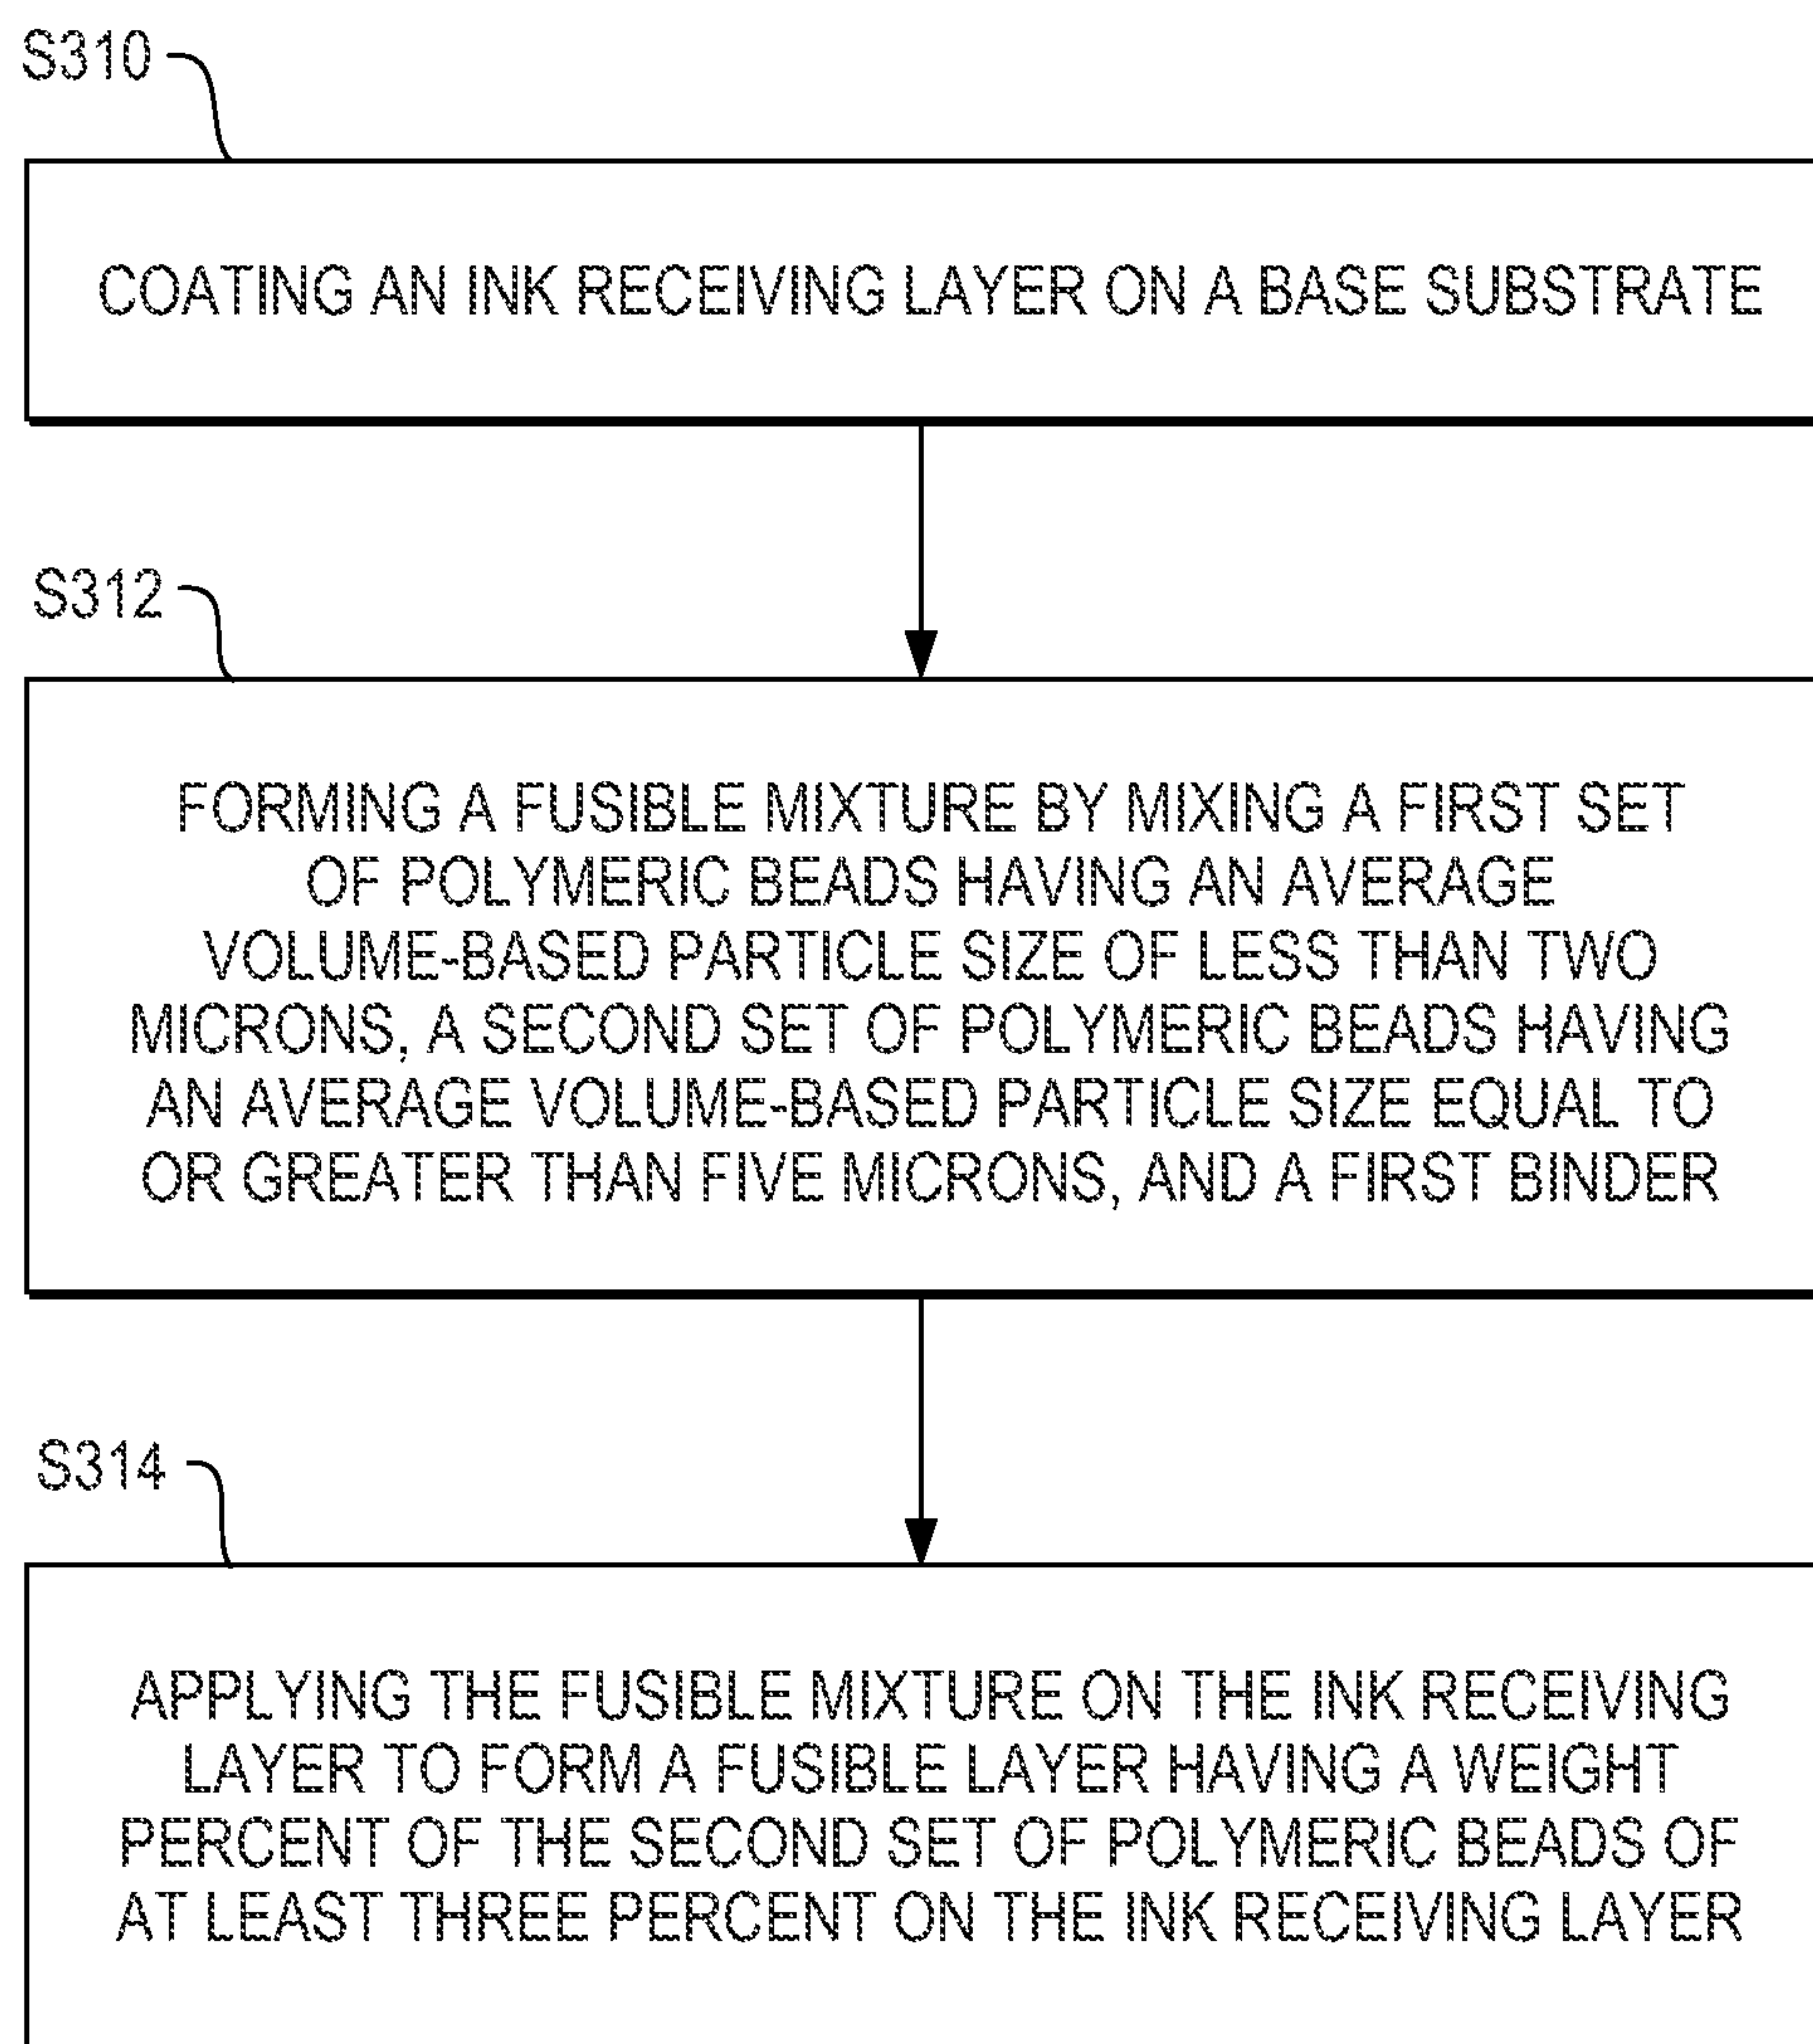 S310
COATING AN INK RECEIVING LAYER ON A BASE SUBSTRATE
S312
FORMING A FUSIBLE MIXTURE BY MIXING A FIRST SET
OF POLYMERIC BEADS HAVING AN AVERAGE
VOLUME-BASED PARTICLE SIZE OF LESS THAN TWO
MICRONS, A SECOND SET OF POLYMERIC BEADS HAVING
AN AVERAGE VOLUME-BASED PARTICLE SIZE EQUAL TO
OR GREATER THAN FIVE MICRONS, AND A FIRST BINDER
S314
APPLYING THE FUSIBLE MIXTURE ON THE INK RECEIVING
LAYER TO FORM A FUSIBLE LAYER HAVING A WEIGHT
PERCENT OF THE SECOND SET OF POLYMERIC BEADS OF
AT LEAST THREE PERCENT ON THE INK RECEIVING LAYER